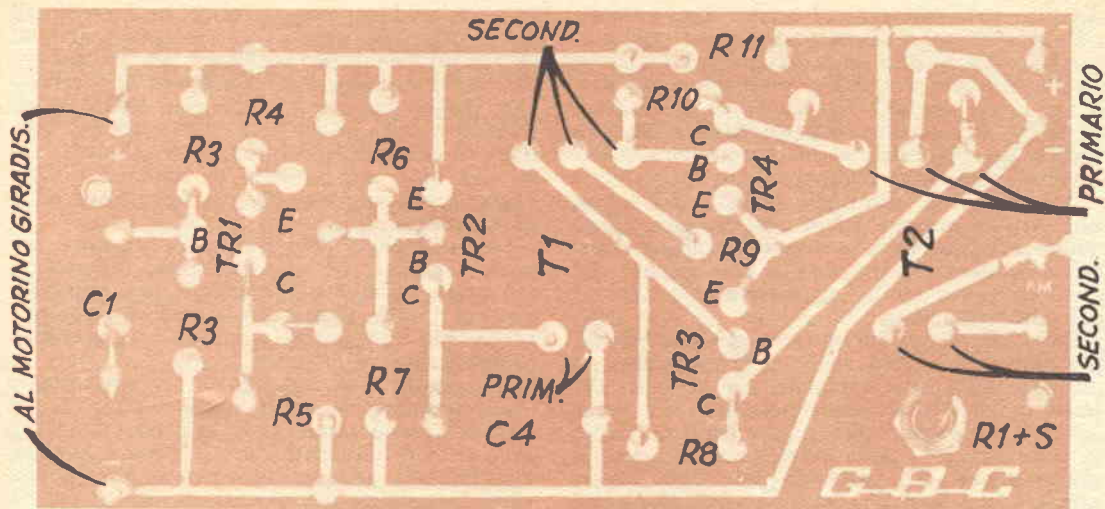 SECOND.
R11
+
-
PRIMARIO
R10
C
B
E
TR4
R4
R3
R6
E
B
TR1
E
C
B
C
TR2
T1
R9
T2
AL MOTORINO GIRADIS.
+
-
C1
R3
E
B
C
TR3
SECOND.
R7
PRIM.
C4
R5
R8
R1+S
GBC